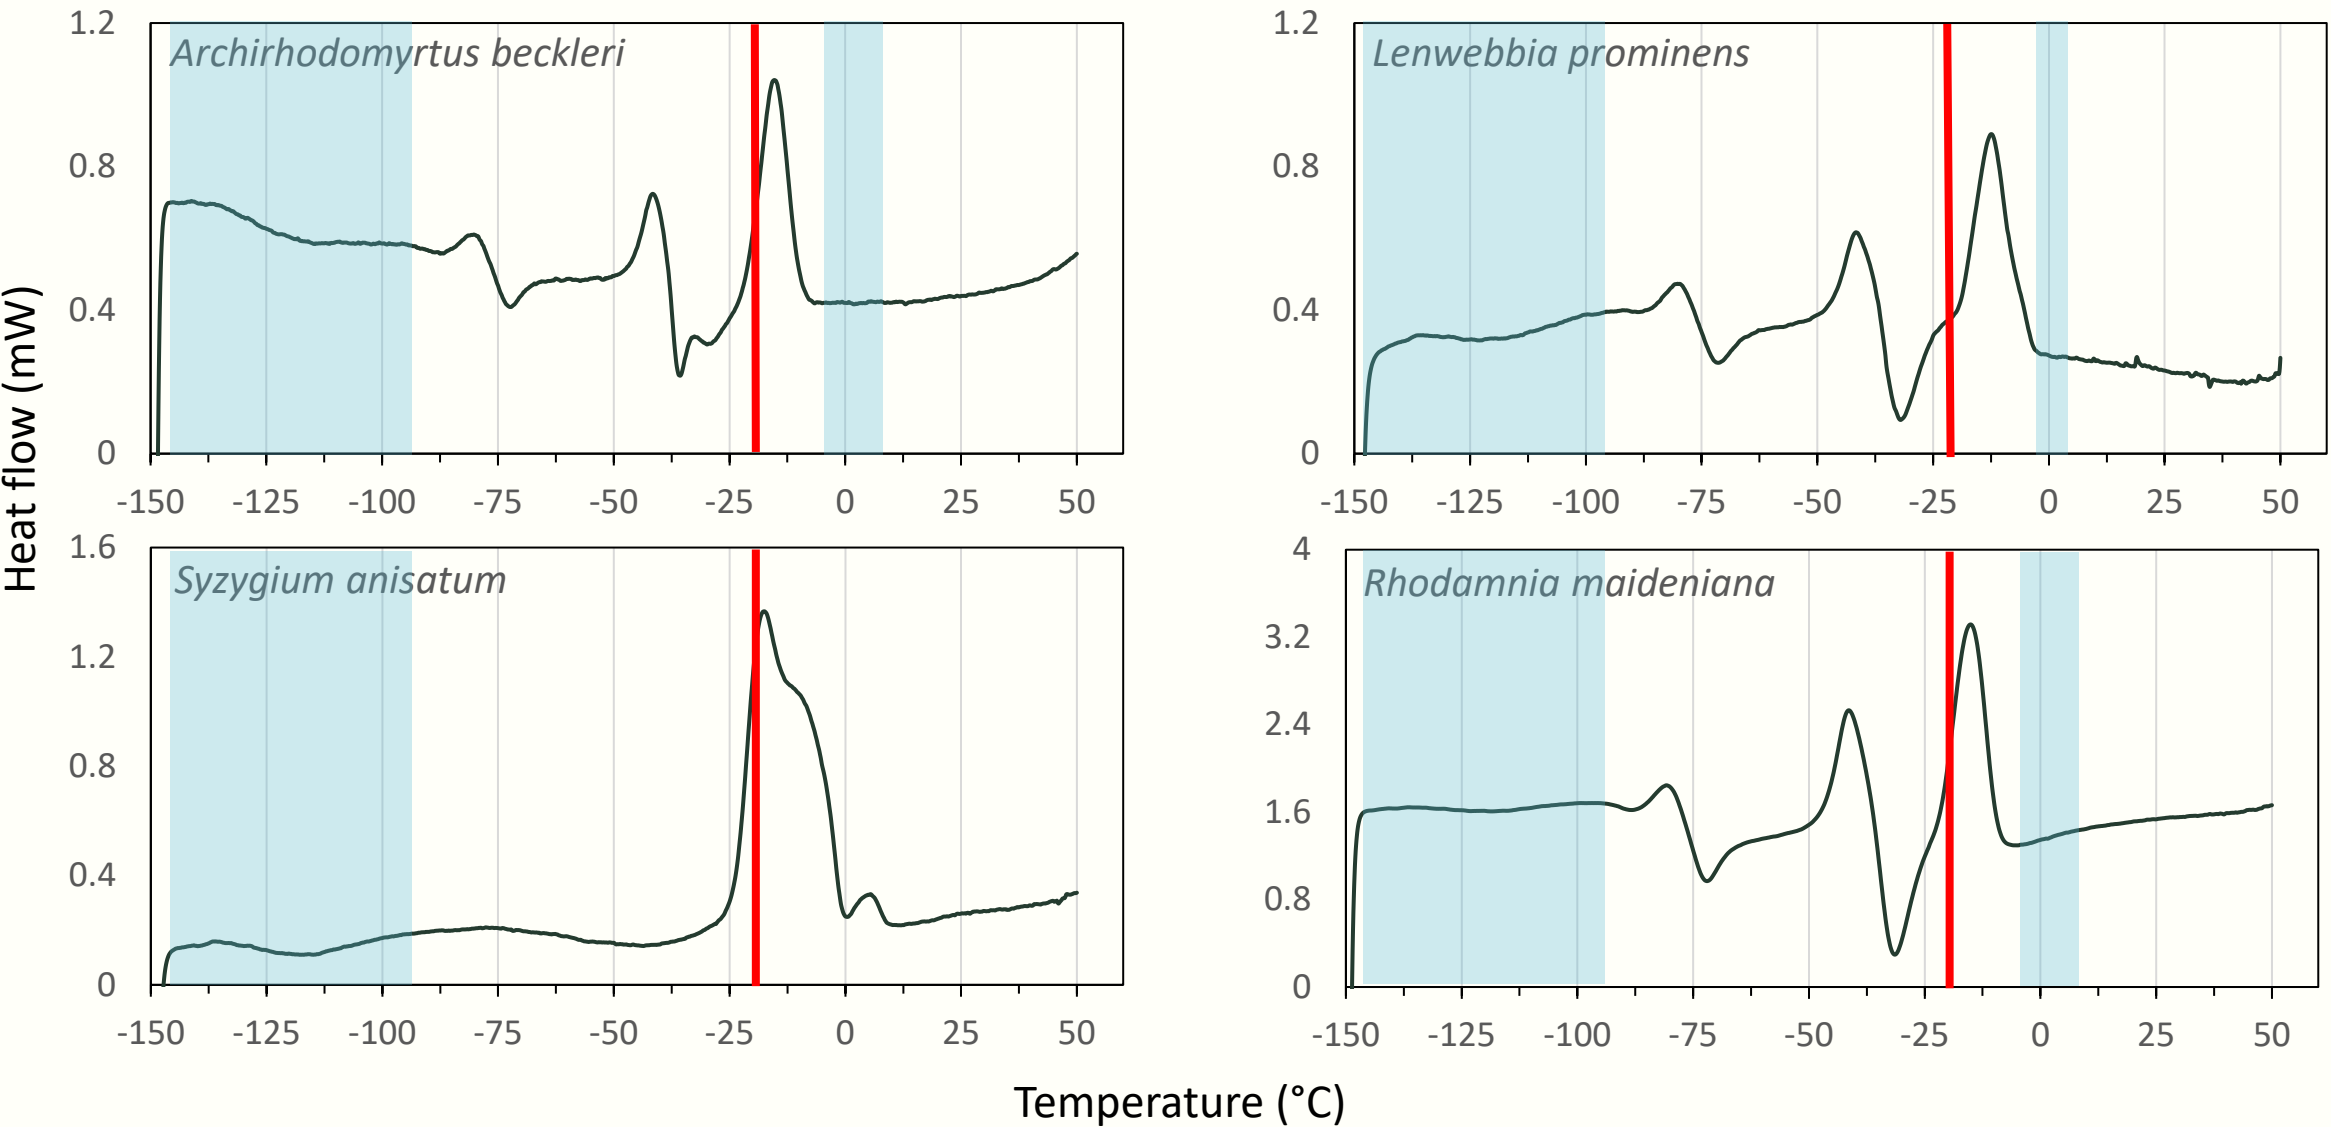 Heat flow (mW)
Archirhodomyrtus beckleri
1.2
0.8
0.4
0
-150 -125 -100 -75 -50 -25 0 25 50
Lenwebbia prominens
1.2
0.8
0.4
0
-150 -125 -100 -75 -50 -25 0 25 50
Syzygium anisatum
1.6
1.2
0.8
0.4
0
-150 -125 -100 -75 -50 -25 0 25 50
Rhodamnia maideniana
4
3.2
2.4
1.6
0.8
0
-150 -125 -100 -75 -50 -25 0 25 50
Temperature (°C)